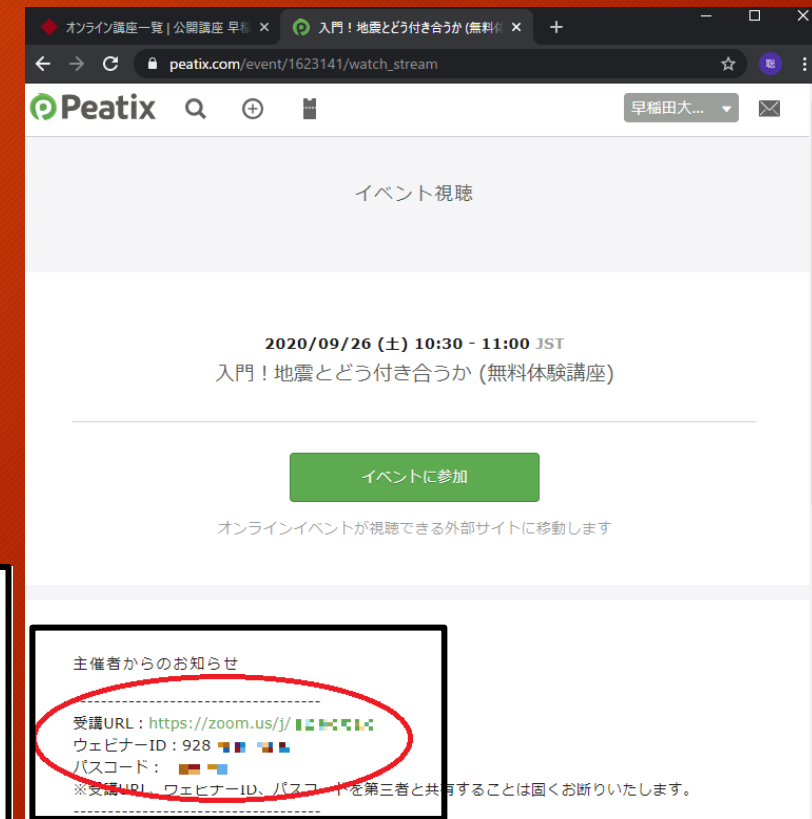 オンライン講座一覧 | 公開講座 早稲
入門！地震とどう付き合うか (無料体
peatix.com/event/1623141/watch_stream
聡
Peatix
早稲田大...
イベント視聴
2020/09/26 (土) 10:30 - 11:00 JST
入門！地震とどう付き合うか (無料体験講座)
イベントに参加
オンラインイベントが視聴できる外部サイトに移動します
主催者からのお知らせ
----------------------------------
受講URL：https://zoom.us/j/
ウェビナーID：928
パスコード：
※受講URL、ウェビナーID、パスコードを第三者と共有することは固くお断りいたします。
----------------------------------